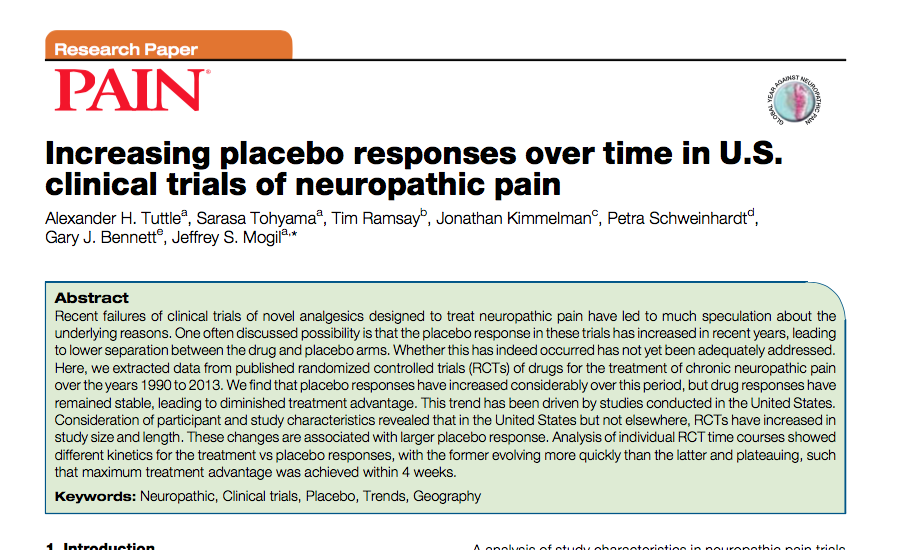 Research Paper
PAIN®
GLOBAL YEAR AGAINST NEUROPATHIC PAIN
Increasing placebo responses over time in U.S.
clinical trials of neuropathic pain
Alexander H. Tuttleᵃ, Sarasa Tohyamaᵃ, Tim Ramsayᵇ, Jonathan Kimmelmanᶜ, Petra Schweinhardtᵈ,
Gary J. Bennettᵉ, Jeffrey S. Mogilᵃ,*
Abstract
Recent failures of clinical trials of novel analgesics designed to treat neuropathic pain have led to much speculation about the
underlying reasons. One often discussed possibility is that the placebo response in these trials has increased in recent years, leading
to lower separation between the drug and placebo arms. Whether this has indeed occurred has not yet been adequately addressed.
Here, we extracted data from published randomized controlled trials (RCTs) of drugs for the treatment of chronic neuropathic pain
over the years 1990 to 2013. We find that placebo responses have increased considerably over this period, but drug responses have
remained stable, leading to diminished treatment advantage. This trend has been driven by studies conducted in the United States.
Consideration of participant and study characteristics revealed that in the United States but not elsewhere, RCTs have increased in
study size and length. These changes are associated with larger placebo response. Analysis of individual RCT time courses showed
different kinetics for the treatment vs placebo responses, with the former evolving more quickly than the latter and plateauing, such
that maximum treatment advantage was achieved within 4 weeks.
Keywords: Neuropathic, Clinical trials, Placebo, Trends, Geography
1. Introduction
A analysis of study characteristics in neuropathic pain trials